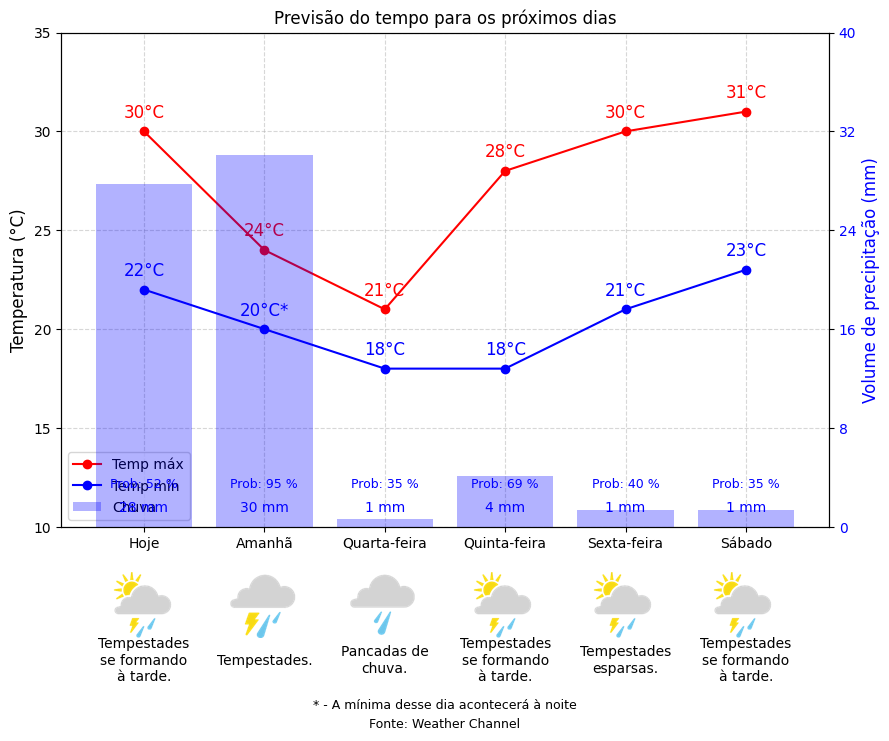 Previsão do tempo para os próximos dias
Temperatura (°C)
Volume de precipitação (mm)
35
30
25
20
15
10
40
32
24
16
8
0
30°C
24°C
21°C
28°C
30°C
31°C
22°C
20°C*
18°C
18°C
21°C
23°C
Temp máx
Temp mín
Chuva
Prob: 52 %
Prob: 95 %
Prob: 35 %
Prob: 69 %
Prob: 40 %
Prob: 35 %
28 mm
30 mm
1 mm
4 mm
1 mm
1 mm
Hoje
Amanhã
Quarta-feira
Quinta-feira
Sexta-feira
Sábado
Tempestades
se formando
à tarde.
Tempestades.
Pancadas de
chuva.
Tempestades
se formando
à tarde.
Tempestades
esparsas.
Tempestades
se formando
à tarde.
* - A mínima desse dia acontecerá à noite
Fonte: Weather Channel